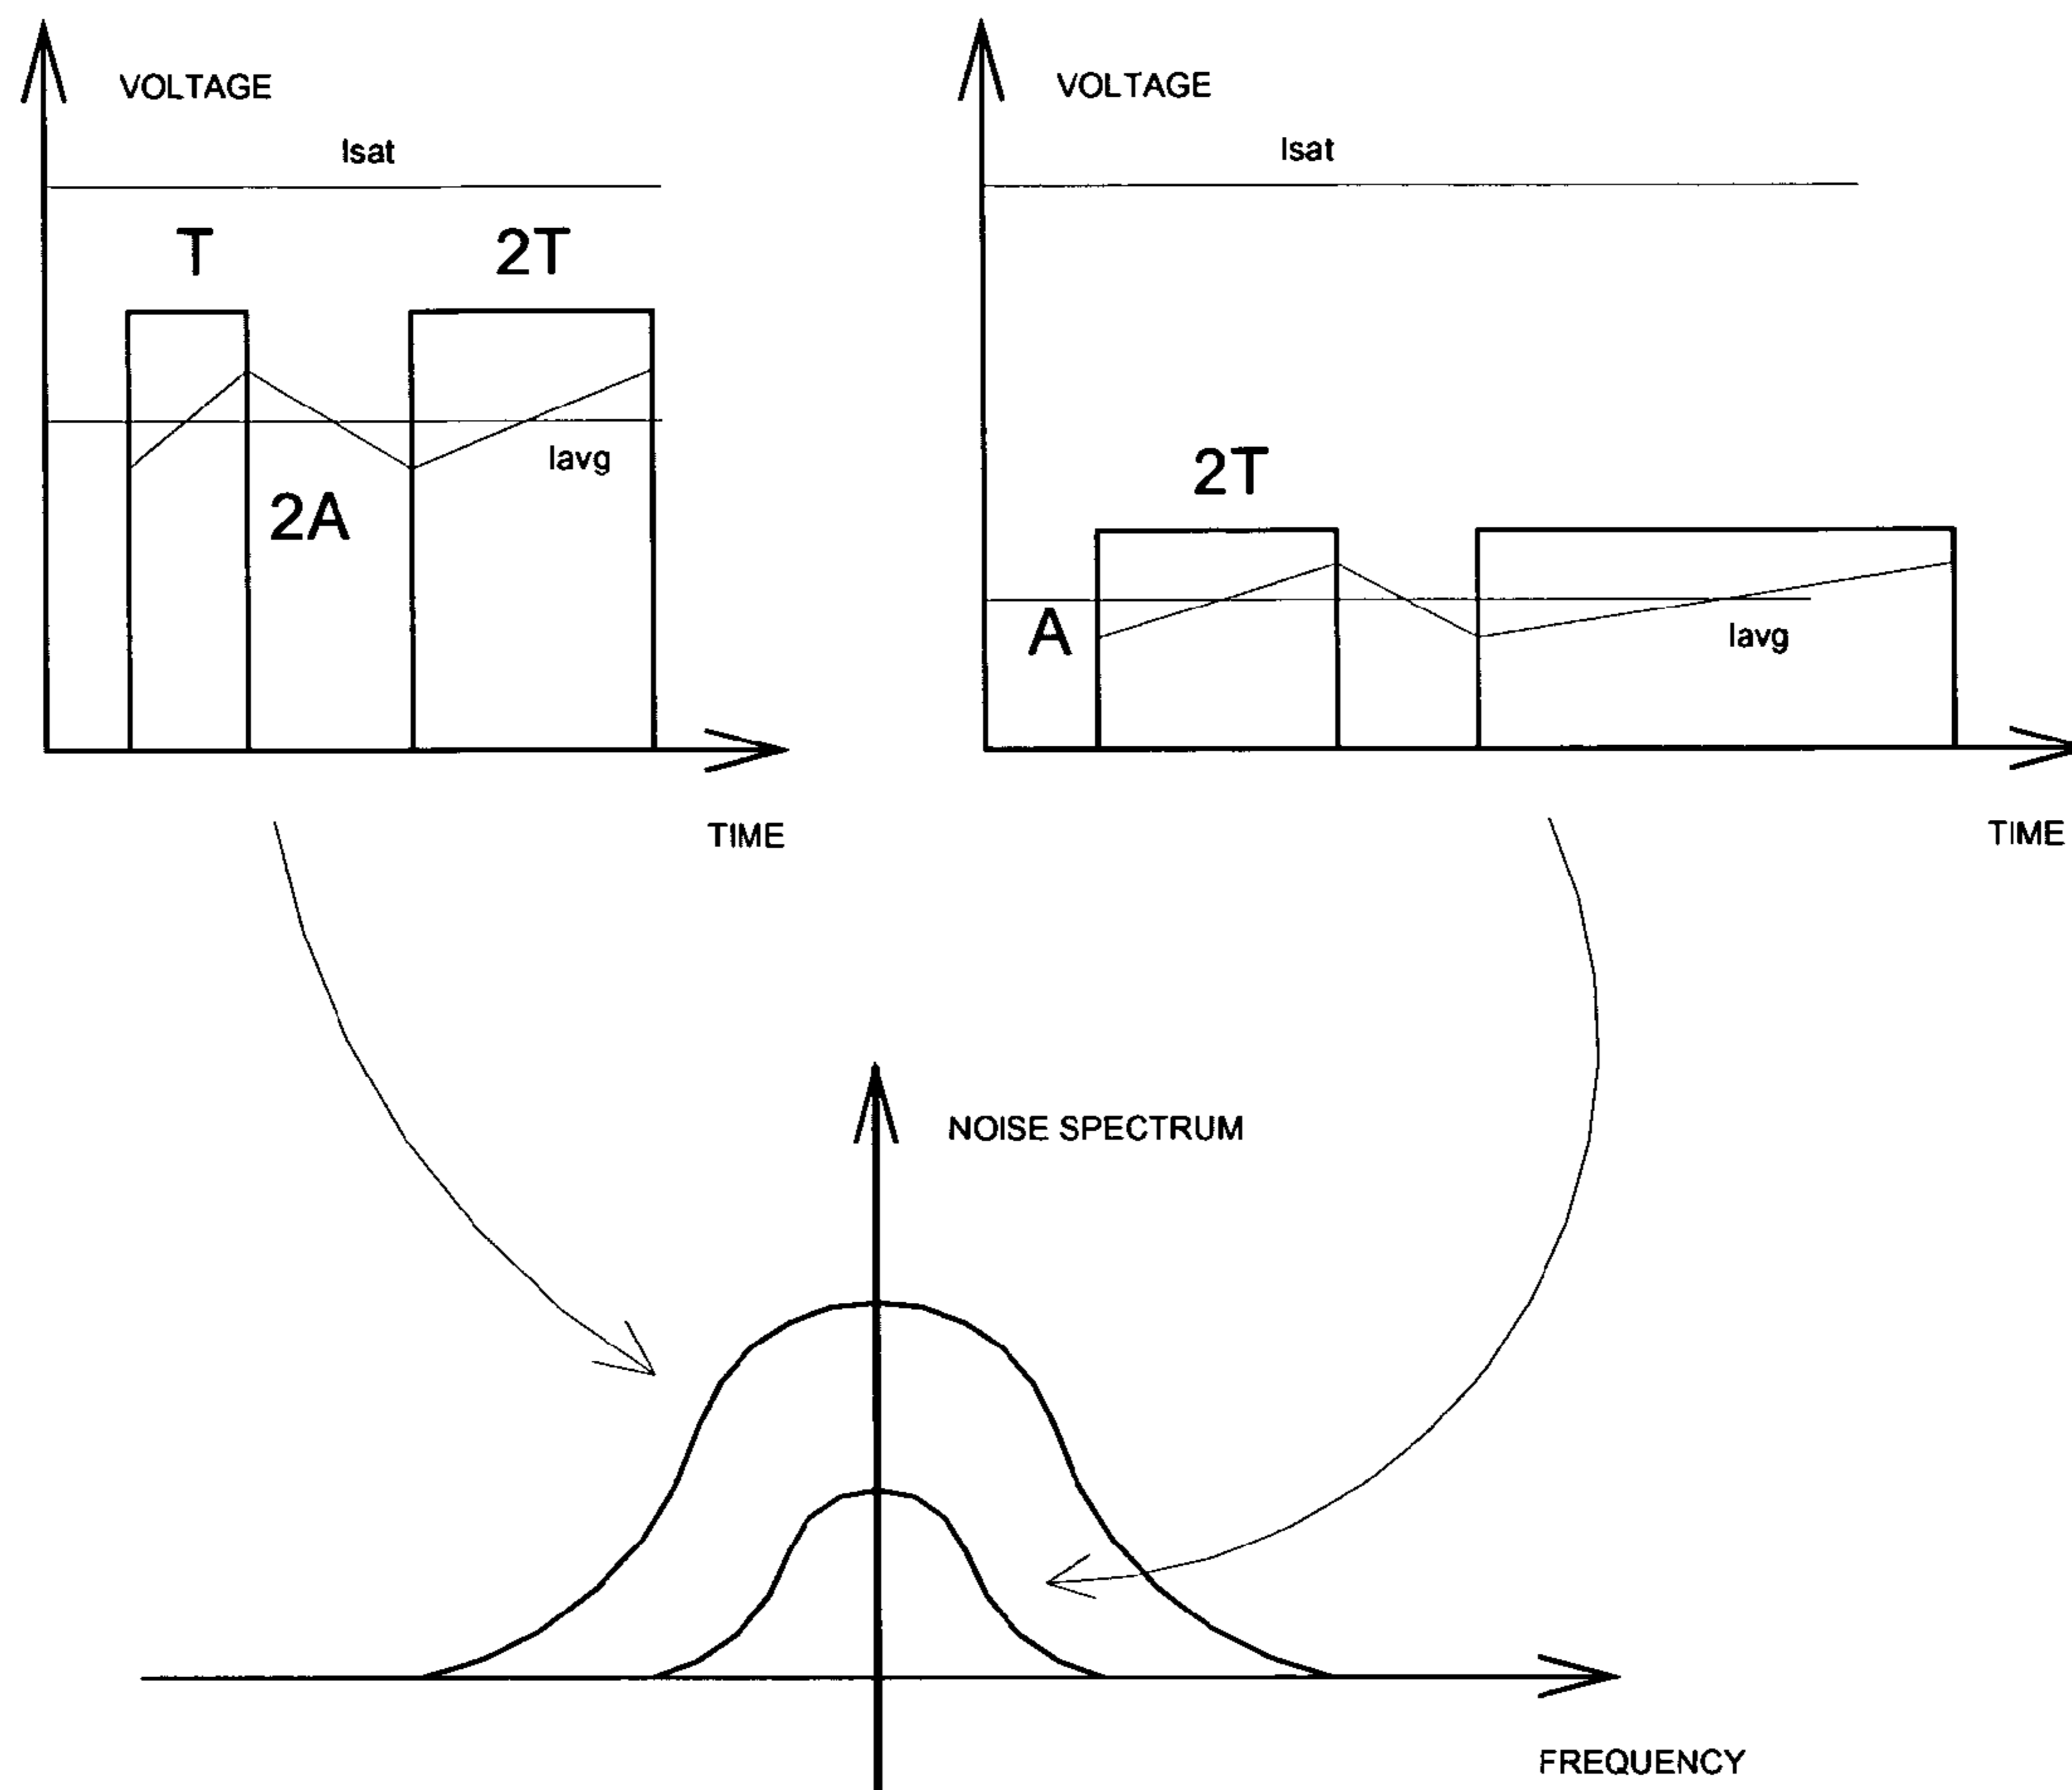 VOLTAGE
Isat
T
2T
Iavg
2A
TIME
VOLTAGE
Isat
2T
A
Iavg
TIME
NOISE SPECTRUM
FREQUENCY